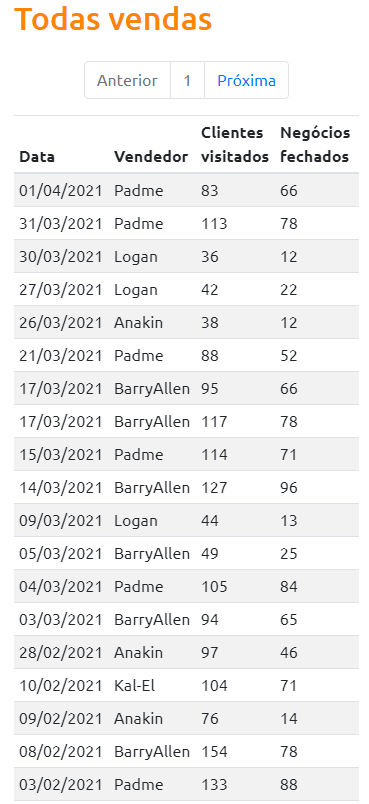 Todas vendas
Anterior 1 Próxima
Data Vendedor Clientes visitados Negócios fechados
01/04/2021 Padme 83 66
31/03/2021 Padme 113 78
30/03/2021 Logan 36 12
27/03/2021 Logan 42 22
26/03/2021 Anakin 38 12
21/03/2021 Padme 88 52
17/03/2021 BarryAllen 95 66
17/03/2021 BarryAllen 117 78
15/03/2021 Padme 114 71
14/03/2021 BarryAllen 127 96
09/03/2021 Logan 44 13
05/03/2021 BarryAllen 49 25
04/03/2021 Padme 105 84
03/03/2021 BarryAllen 94 65
28/02/2021 Anakin 97 46
10/02/2021 Kal-El 104 71
09/02/2021 Anakin 76 14
08/02/2021 BarryAllen 154 78
03/02/2021 Padme 133 88